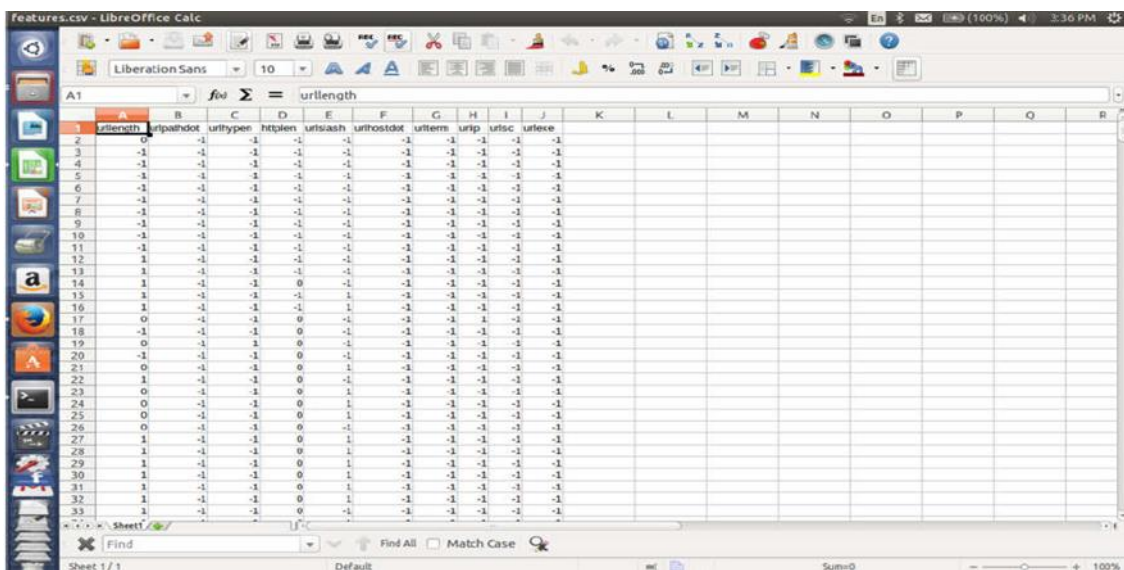 features.csv - LibreOffice Calc En (100%) 3:36 PM
Liberation Sans 10
A1 urllength
A B C D E F G H I J K L M N O P Q R
1 urllength urlpathdot urlhypen httplen urlslash urlhostdot urlterm urlip urlsc urlexe
2 0 -1 -1 -1 -1 -1 -1 -1 -1 -1
3 -1 -1 -1 -1 -1 -1 -1 -1 -1 -1
4 -1 -1 -1 -1 -1 -1 -1 -1 -1 -1
5 -1 -1 -1 -1 -1 -1 -1 -1 -1 -1
6 -1 -1 -1 -1 -1 -1 -1 -1 -1 -1
7 -1 -1 -1 -1 -1 -1 -1 -1 -1 -1
8 -1 -1 -1 -1 -1 -1 -1 -1 -1 -1
9 -1 -1 -1 -1 -1 -1 -1 -1 -1 -1
10 -1 -1 -1 -1 -1 -1 -1 -1 -1 -1
11 -1 -1 -1 -1 -1 -1 -1 -1 -1 -1
12 1 -1 -1 -1 -1 -1 -1 -1 -1 -1
13 1 -1 -1 -1 -1 -1 -1 -1 -1 -1
14 1 -1 -1 0 -1 -1 -1 -1 -1 -1
15 1 -1 -1 -1 1 -1 -1 -1 -1 -1
16 1 -1 -1 -1 1 -1 -1 -1 -1 -1
17 0 -1 -1 0 -1 -1 -1 1 -1 -1
18 -1 -1 -1 0 -1 -1 -1 -1 -1 -1
19 0 -1 1 0 -1 -1 -1 -1 -1 -1
20 -1 -1 -1 0 -1 -1 -1 -1 -1 -1
21 0 -1 -1 0 1 -1 -1 -1 -1 -1
22 1 -1 -1 0 -1 -1 -1 -1 -1 -1
23 0 -1 -1 0 1 -1 -1 -1 -1 -1
24 0 -1 -1 0 1 -1 -1 -1 -1 -1
25 0 -1 -1 0 1 -1 -1 -1 -1 -1
26 0 -1 -1 0 -1 -1 -1 -1 -1 -1
27 1 -1 -1 0 1 -1 -1 -1 -1 -1
28 1 -1 -1 0 1 -1 -1 -1 -1 -1
29 1 -1 -1 0 1 -1 -1 -1 -1 -1
30 1 -1 -1 0 1 -1 -1 -1 -1 -1
31 1 -1 -1 0 1 -1 -1 -1 -1 -1
32 1 -1 -1 0 1 -1 -1 -1 -1 -1
33 1 -1 -1 0 1 -1 -1 -1 -1 -1
Sheet1
Find Find All Match Case
Sheet 1 / 1 Default Sum=0 100%